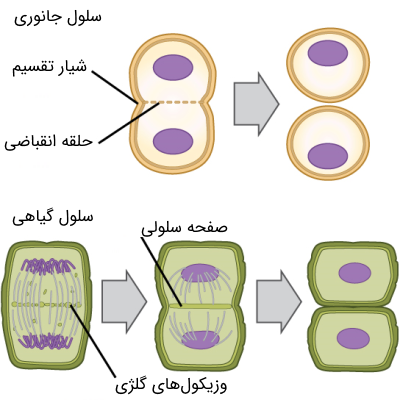 سلول جانوری
شیار تقسیم
حلقه انقباضی
سلول گیاهی
صفحه سلولی
وزیکول‌های گلژی